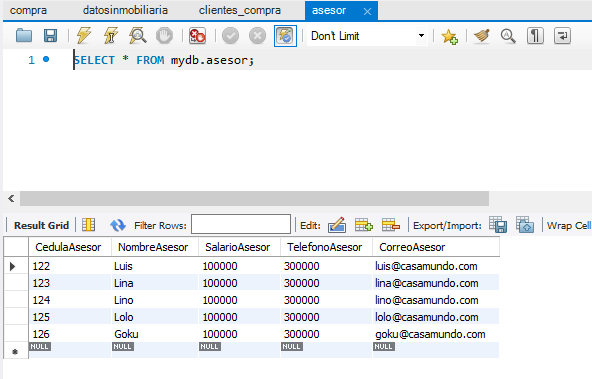 compra datosinmobiliaria clientes_compra asesor
Don't Limit
1 SELECT * FROM mydb.asesor;
Result Grid Filter Rows: Edit: Export/Import: Wrap Cell
CedulaAsesor NombreAsesor SalarioAsesor TelefonoAsesor CorreoAsesor
122 Luis 100000 300000 luis@casamundo.com
123 Lina 100000 300000 lina@casamundo.com
124 Lino 100000 300000 lino@casamundo.com
125 Lolo 100000 300000 lolo@casamundo.com
126 Goku 100000 300000 goku@casamundo.com
NULL NULL NULL NULL NULL